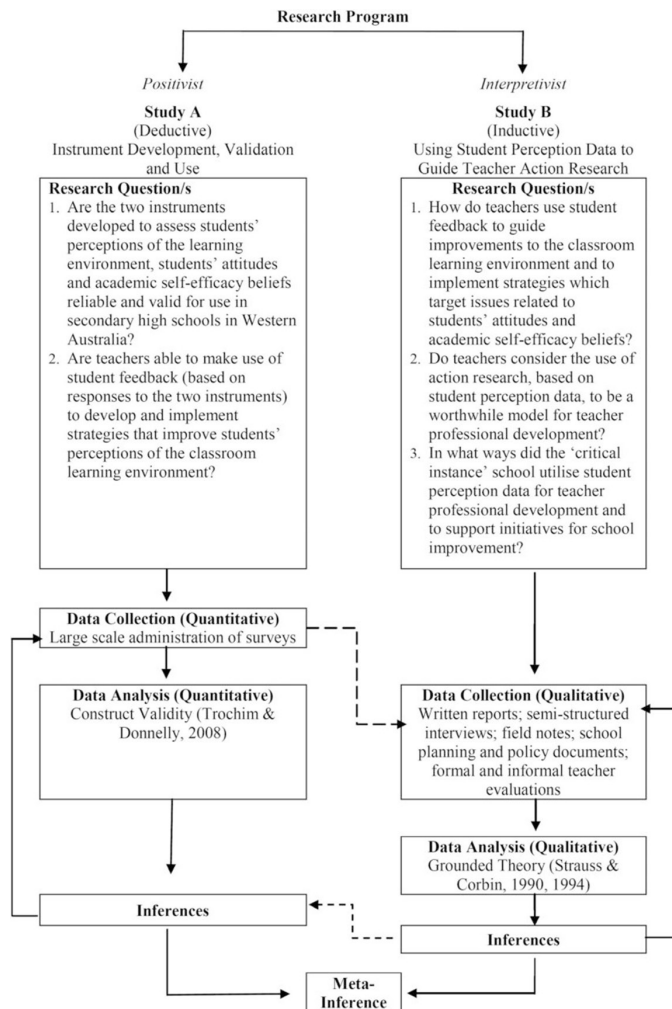 Research Program
Positivist
Study A
(Deductive)
Instrument Development, Validation
and Use
Research Question/s
1. Are the two instruments
developed to assess students’
perceptions of the learning
environment, students’ attitudes
and academic self-efficacy beliefs
reliable and valid for use in
secondary high schools in Western
Australia?
2. Are teachers able to make use of
student feedback (based on
responses to the two instruments)
to develop and implement
strategies that improve students’
perceptions of the classroom
learning environment?
Data Collection (Quantitative)
Large scale administration of surveys
Data Analysis (Quantitative)
Construct Validity (Trochim &
Donnelly, 2008)
Inferences
Interpretivist
Study B
(Inductive)
Using Student Perception Data to
Guide Teacher Action Research
Research Question/s
1. How do teachers use student
feedback to guide
improvements to the classroom
learning environment and to
implement strategies which
target issues related to
students’ attitudes and
academic self-efficacy beliefs?
2. Do teachers consider the use of
action research, based on
student perception data, to be a
worthwhile model for teacher
professional development?
3. In what ways did the ‘critical
instance’ school utilise student
perception data for teacher
professional development and
to support initiatives for school
improvement?
Data Collection (Qualitative)
Written reports; semi-structured
interviews; field notes; school
planning and policy documents;
formal and informal teacher
evaluations
Data Analysis (Qualitative)
Grounded Theory (Strauss &
Corbin, 1990, 1994)
Inferences
Meta-
Inference